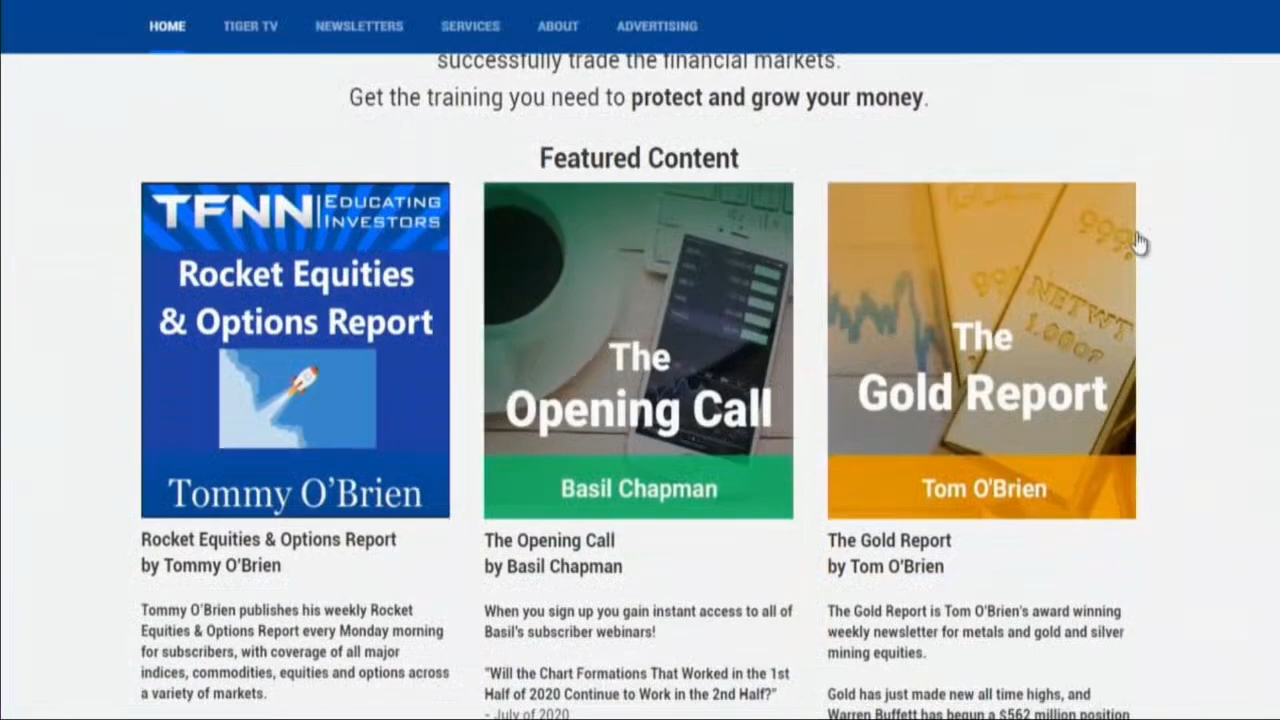 HOME TIGER TV NEWSLETTERS SERVICES ABOUT ADVERTISING
successfully trade the financial markets.
Get the training you need to protect and grow your money.
Featured Content
TFNN EDUCATING INVESTORS
Rocket Equities
& Options Report
Tommy O'Brien
Rocket Equities & Options Report
by Tommy O'Brien
Tommy O'Brien publishes his weekly Rocket
Equities & Options Report every Monday morning
for subscribers, with coverage of all major
indices, commodities, equities and options across
a variety of markets.
The
Opening Call
Basil Chapman
The Opening Call
by Basil Chapman
When you sign up you gain instant access to all of
Basil's subscriber webinars!
"Will the Chart Formations That Worked in the 1st
Half of 2020 Continue to Work in the 2nd Half?"
- July of 2020
999.
NETWT
The
Gold Report
Tom O'Brien
The Gold Report
by Tom O'Brien
The Gold Report is Tom O'Brien's award winning
weekly newsletter for metals and gold and silver
mining equities.
Gold has just made new all time highs, and
Warren Buffett has begun a $562 million position